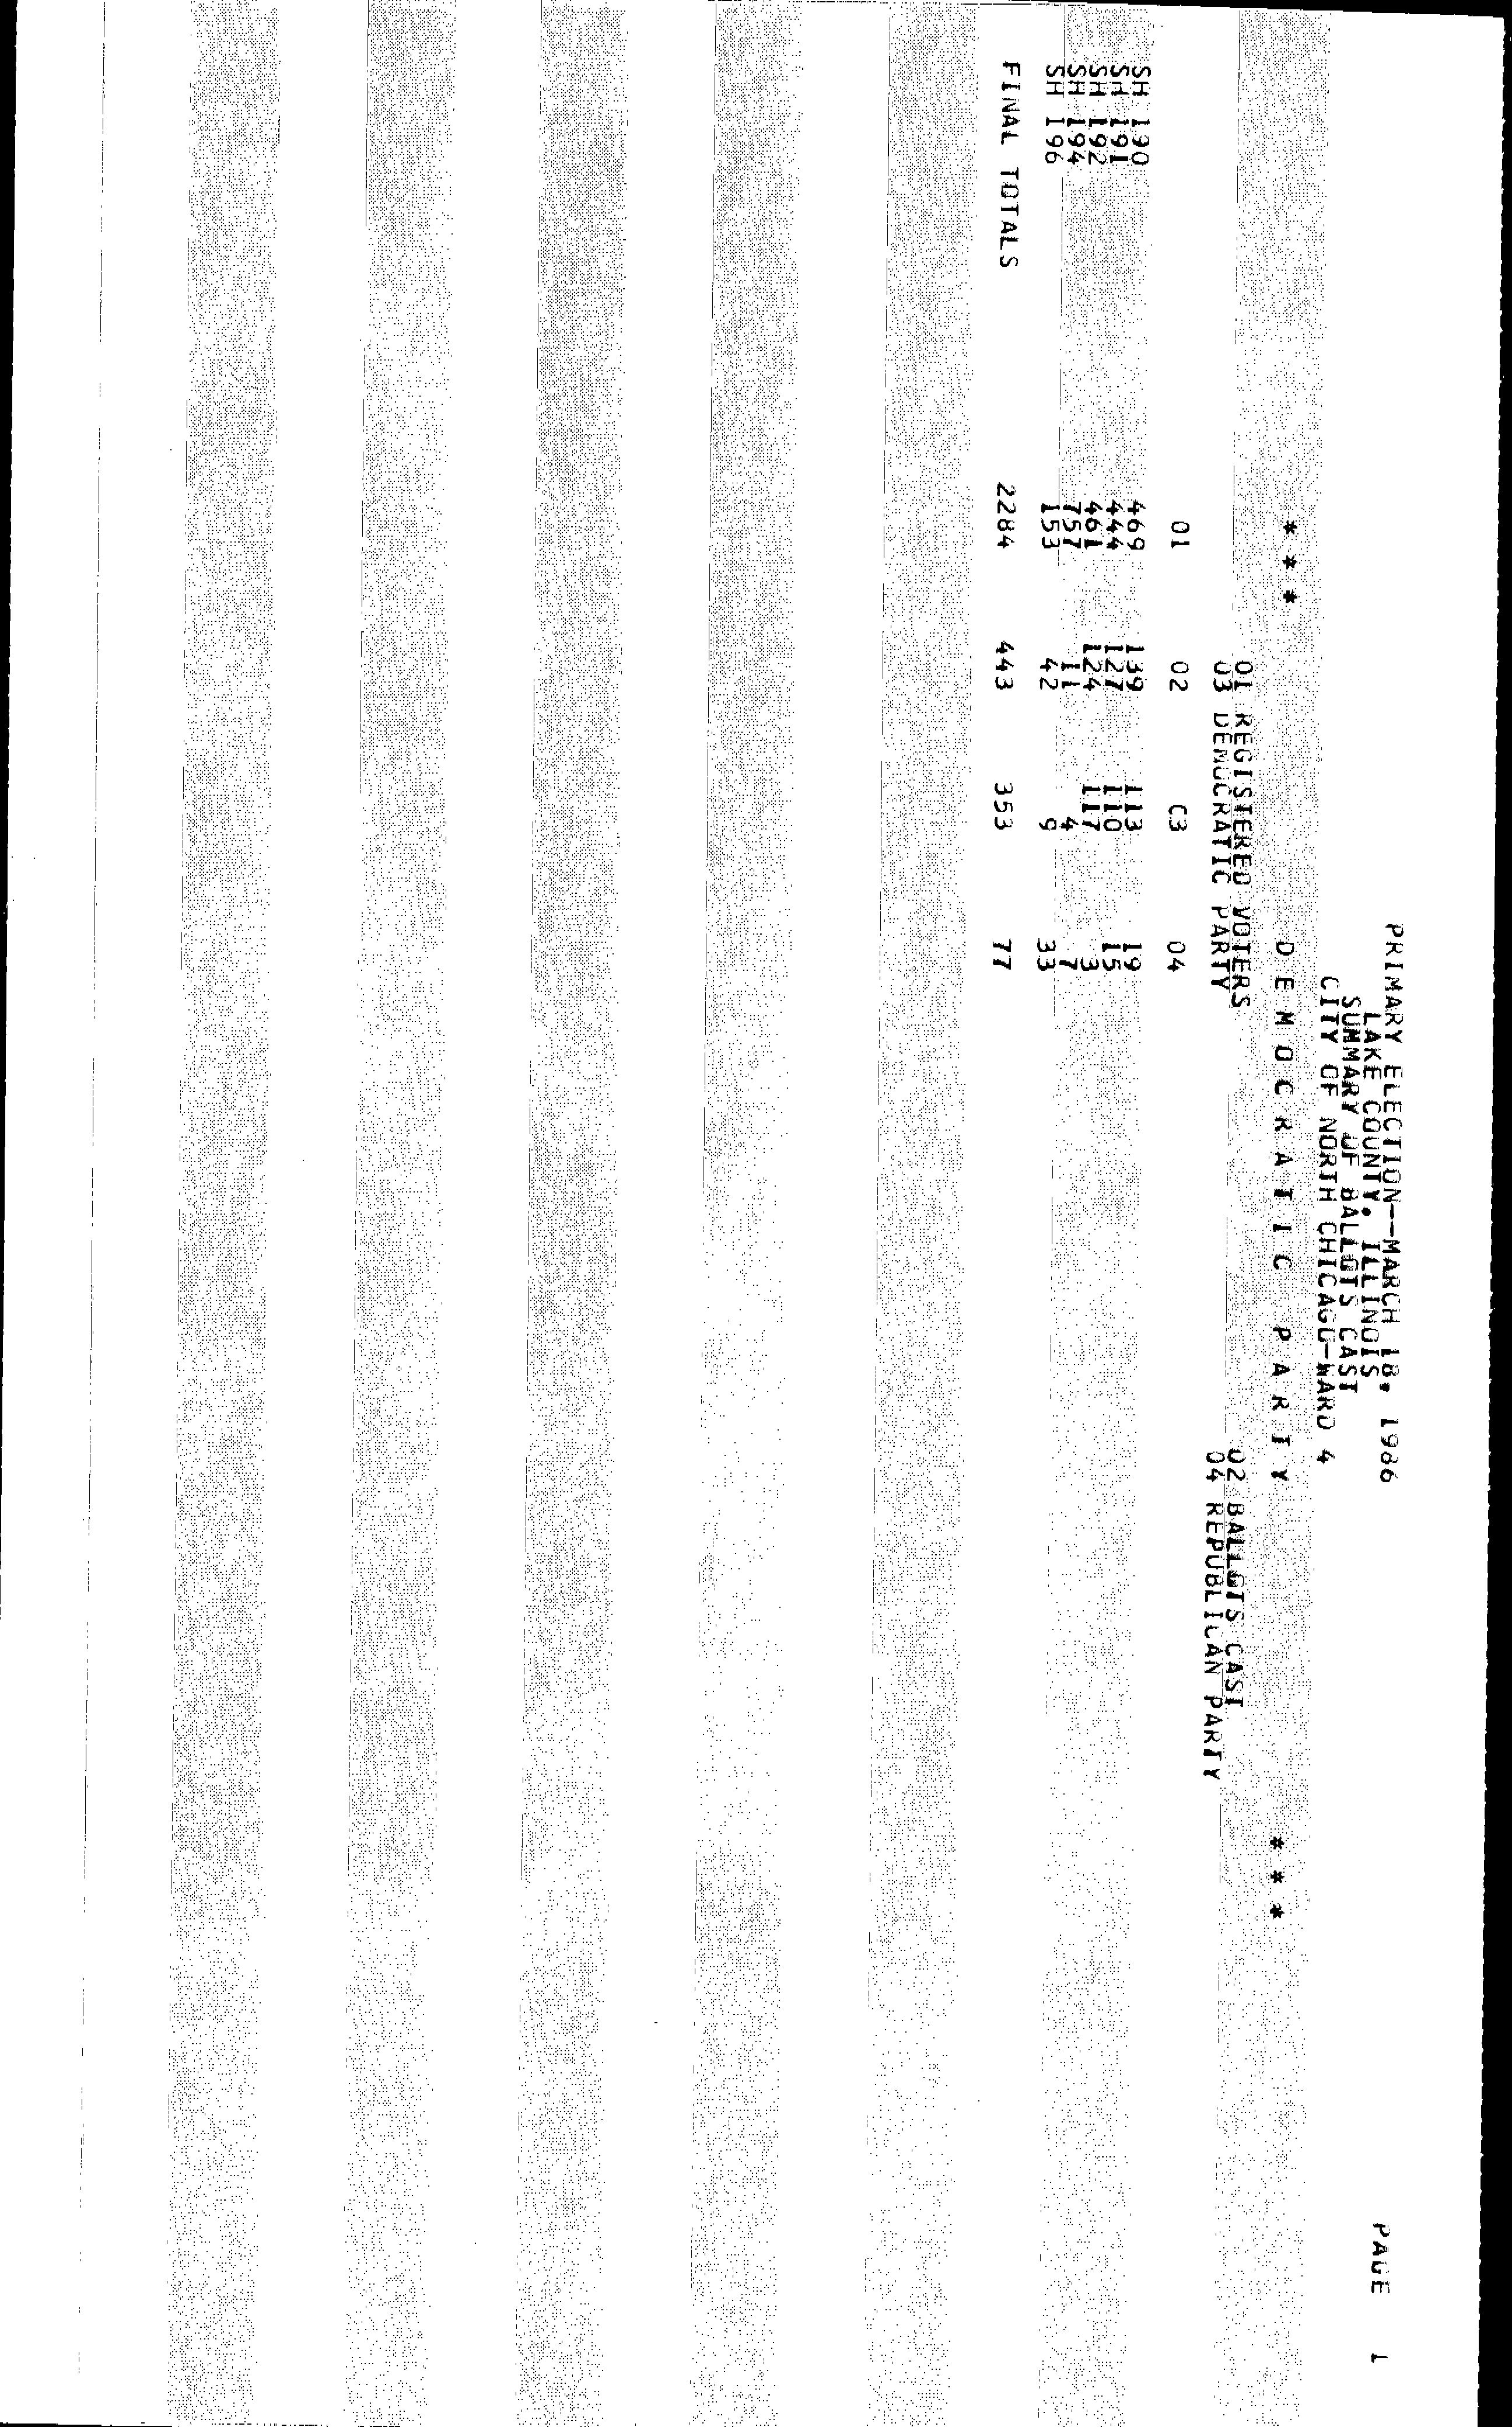 PRIMARY ELECTION--MARCH 18, 1986 PAGE 1
LAKE COUNTY, ILLINOIS
SUMMARY OF BALLOTS CAST
CITY OF NORTH CHICAGO-WARD 4
* * * D E M O C R A T I C P A R T Y * * *
01 REGISTERED VOTERS 02 BALLOTS CAST
03 DEMOCRATIC PARTY 04 REPUBLICAN PARTY
01 02 C3 04
SH 190 469 139 113 19
SH 191 444 127 110 15
SH 192 461 124 117 3
SH 194 757 11 4 7
SH 196 153 42 9 33
FINAL TOTALS 2284 443 353 77